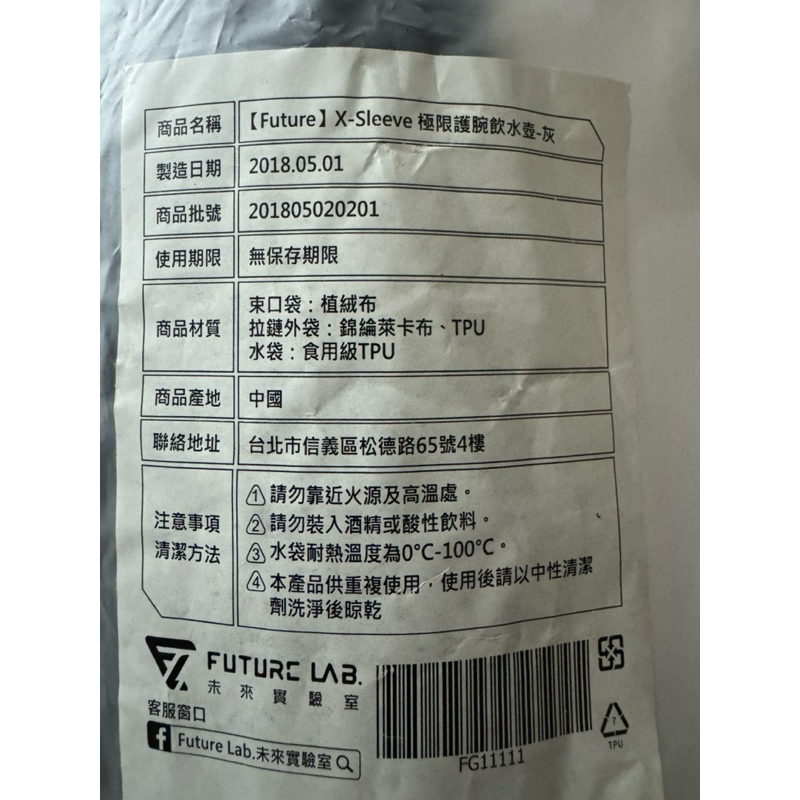 商品名稱 【Future】X-Sleeve 極限護腕飲水壺-灰
製造日期 2018.05.01
商品批號 201805020201
使用期限 無保存期限
商品材質
束口袋：植絨布
拉鏈外袋：錦綸萊卡布、TPU
水袋：食用級TPU
商品產地 中國
聯絡地址 台北市信義區松德路65號4樓
注意事項
清潔方法
1 請勿靠近火源及高溫處。
2 請勿裝入酒精或酸性飲料。
3 水袋耐熱溫度為0°C-100°C。
4 本產品供重複使用，使用後請以中性清潔
劑洗淨後晾乾
FUTURE LAB.
未來實驗室
客服窗口
f Future Lab.未來實驗室
FG11111
7
TPU